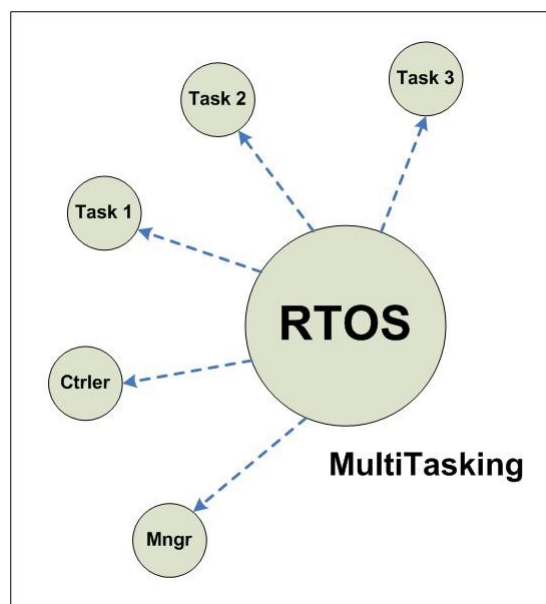 Task 3
Task 2
Task 1
RTOS
Ctrler
MultiTasking
Mngr